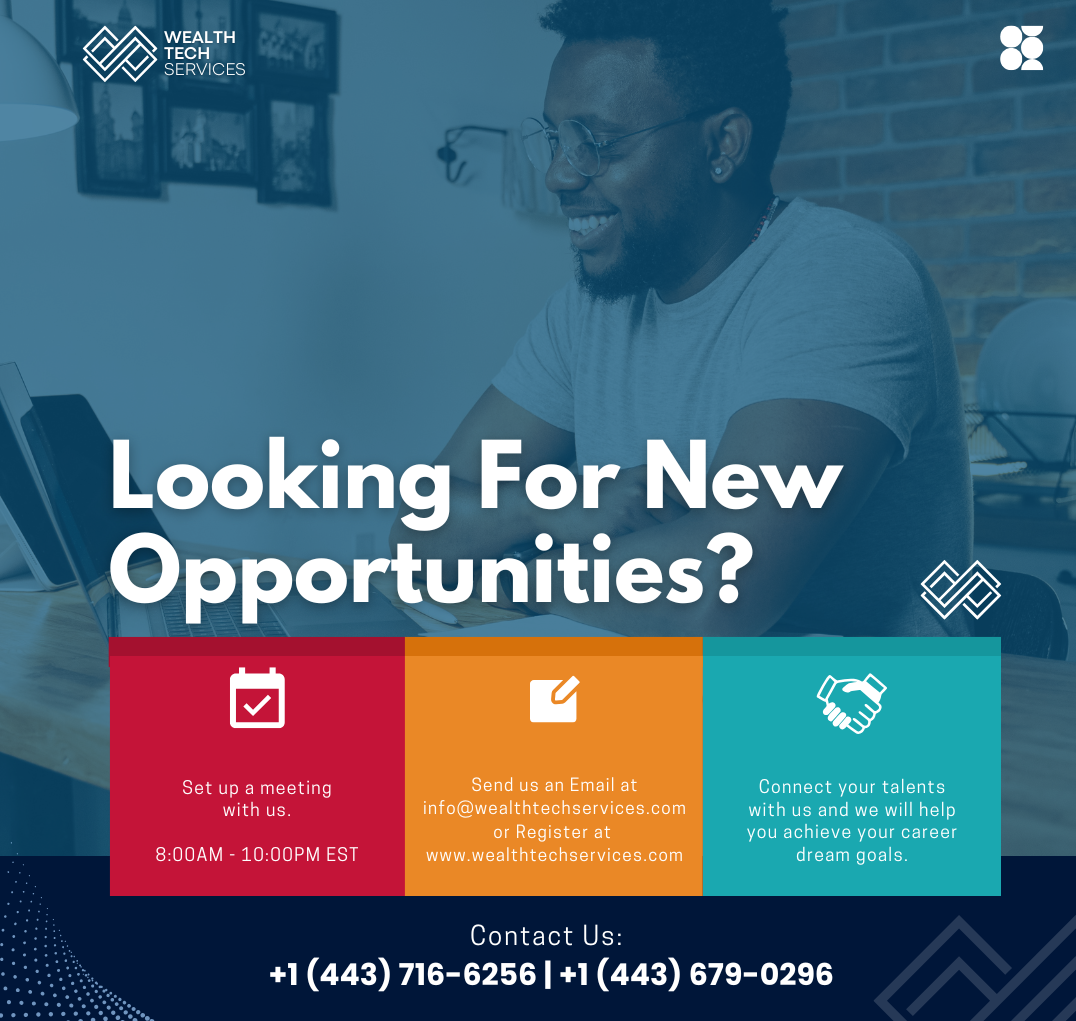 WEALTH
TECH
SERVICES
Looking For New
Opportunities?
Set up a meeting
with us.
8:00AM - 10:00PM EST
Send us an Email at
info@wealthtechservices.com
or Register at
www.wealthtechservices.com
Connect your talents
with us and we will help
you achieve your career
dream goals.
Contact Us:
+1 (443) 716-6256 | +1 (443) 679-0296